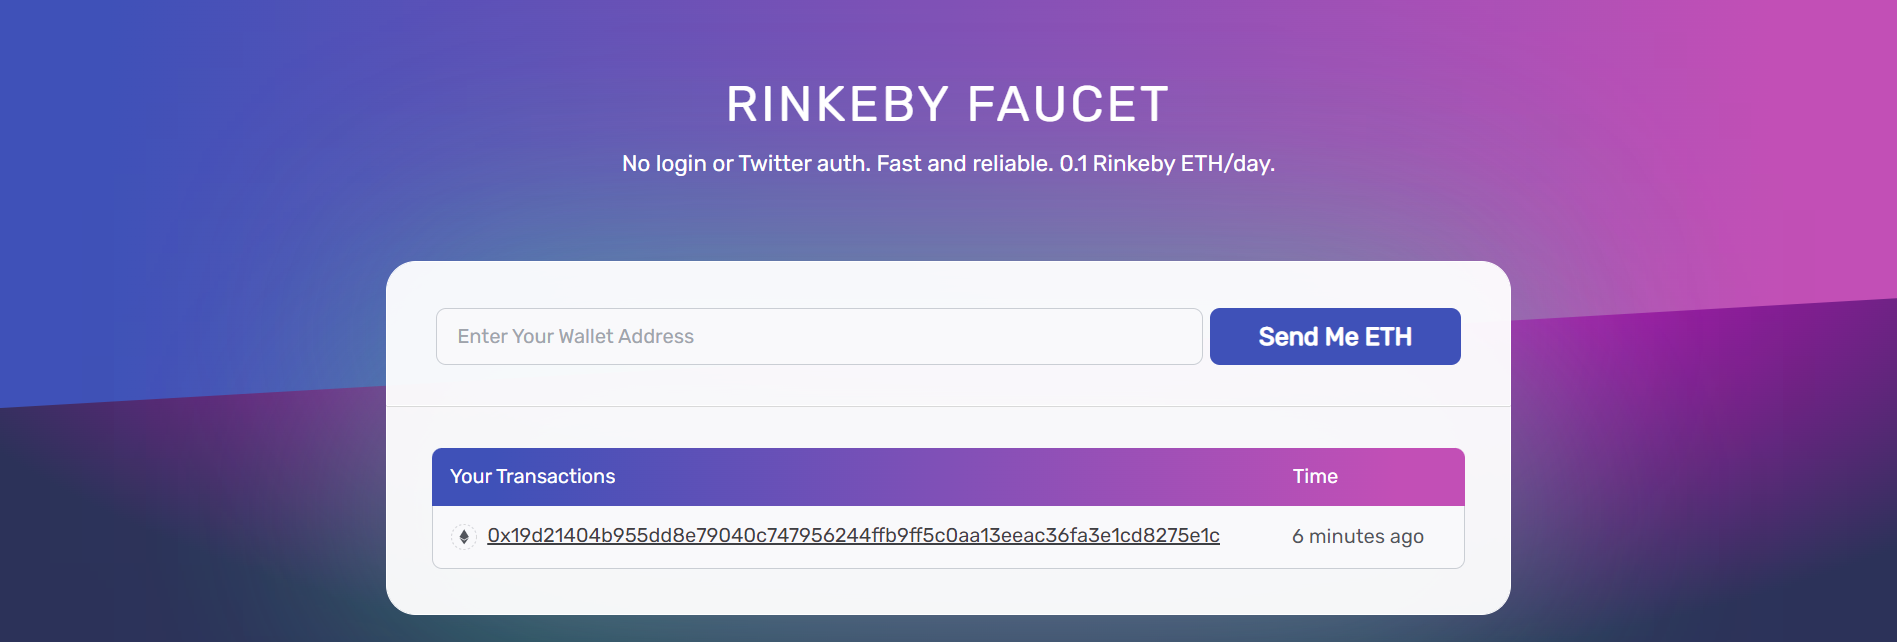 RINKEBY FAUCET
No login or Twitter auth. Fast and reliable. 0.1 Rinkeby ETH/day.
Enter Your Wallet Address
Send Me ETH
Your Transactions Time
0x19d21404b955dd8e79040c747956244ffb9ff5c0aa13eeac36fa3e1cd8275e1c 6 minutes ago